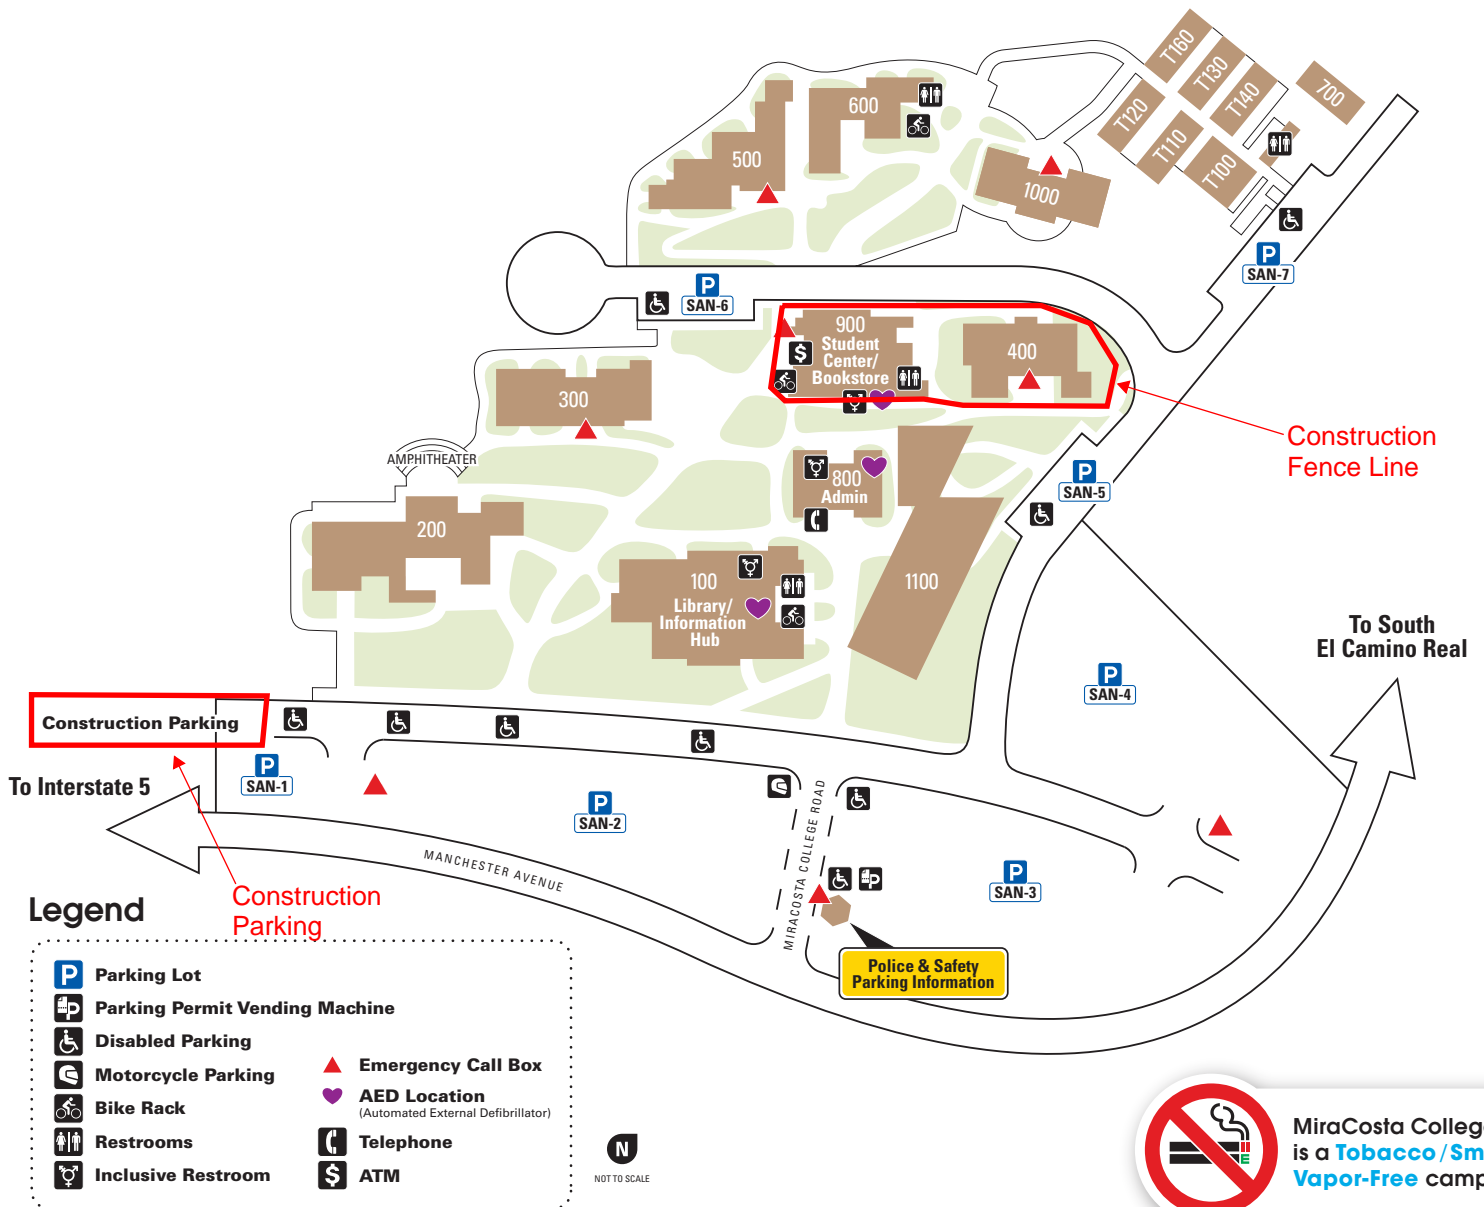 T160
T130
T140
700
T120
T110
T100
600
500
1000
P
SAN-7
P
SAN-6
900
Student
Center/
Bookstore
$
400
300
Construction
Fence Line
AMPHITHEATER
P
SAN-5
800
Admin
200
1100
100
Library/
Information
Hub
To South
El Camino Real
P
SAN-4
Construction Parking
P
SAN-1
To Interstate 5
P
SAN-2
MANCHESTER AVENUE
MIRACOSTA COLLEGE ROAD
P
P
SAN-3
Construction
Parking
Police & Safety
Parking Information
Legend
P Parking Lot
P Parking Permit Vending Machine
Disabled Parking
Motorcycle Parking
Bike Rack
Restrooms
Inclusive Restroom
Emergency Call Box
AED Location
(Automated External Defibrillator)
Telephone
$ ATM
N
NOT TO SCALE
MiraCosta Colleg
is a Tobacco/Sm
Vapor-Free camp